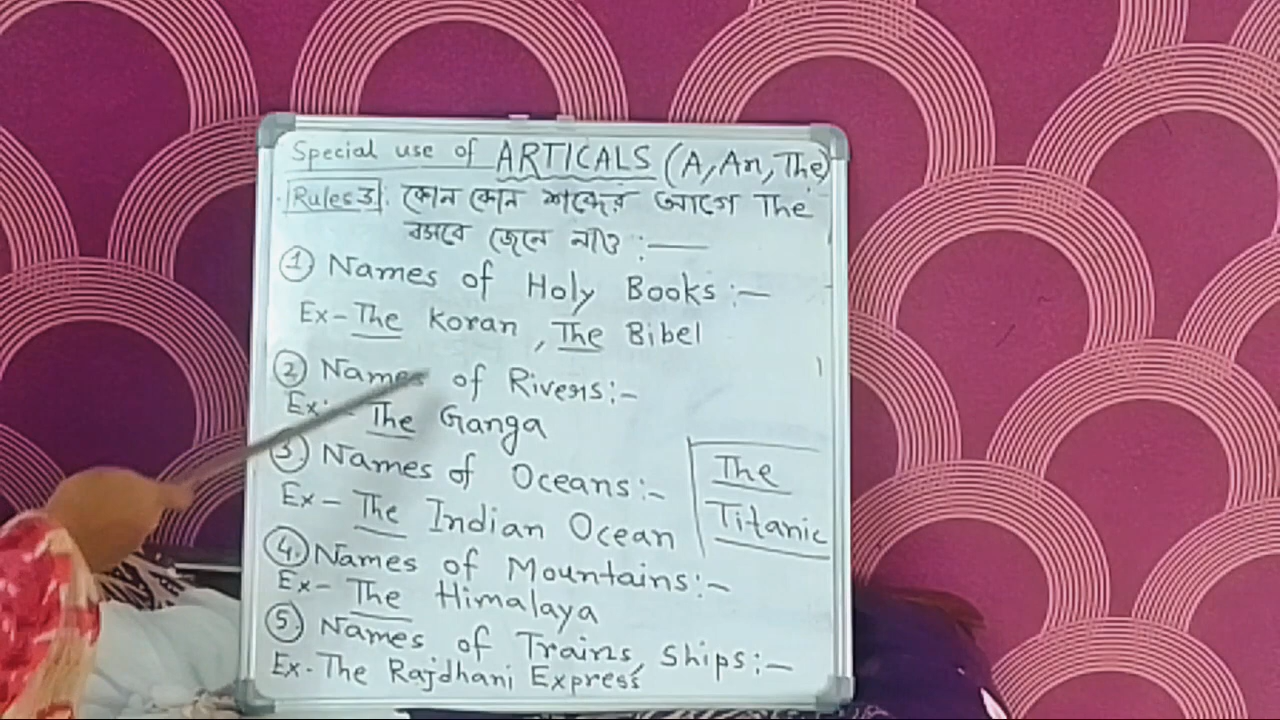 Special use of ARTICALS (A, An, The)
Rules 3. কোন কোন শব্দের আগে The
বসবে জেনে নাও :—
① Names of Holy Books :—
Ex- The Koran, The Bibel
② Names of Rivers:-
Ex:- The Ganga
③ Names of Oceans:-
Ex- The Indian Ocean
The
Titanic
④ Names of Mountains:-
Ex- The Himalaya
⑤ Names of Trains, Ships:-
Ex- The Rajdhani Express